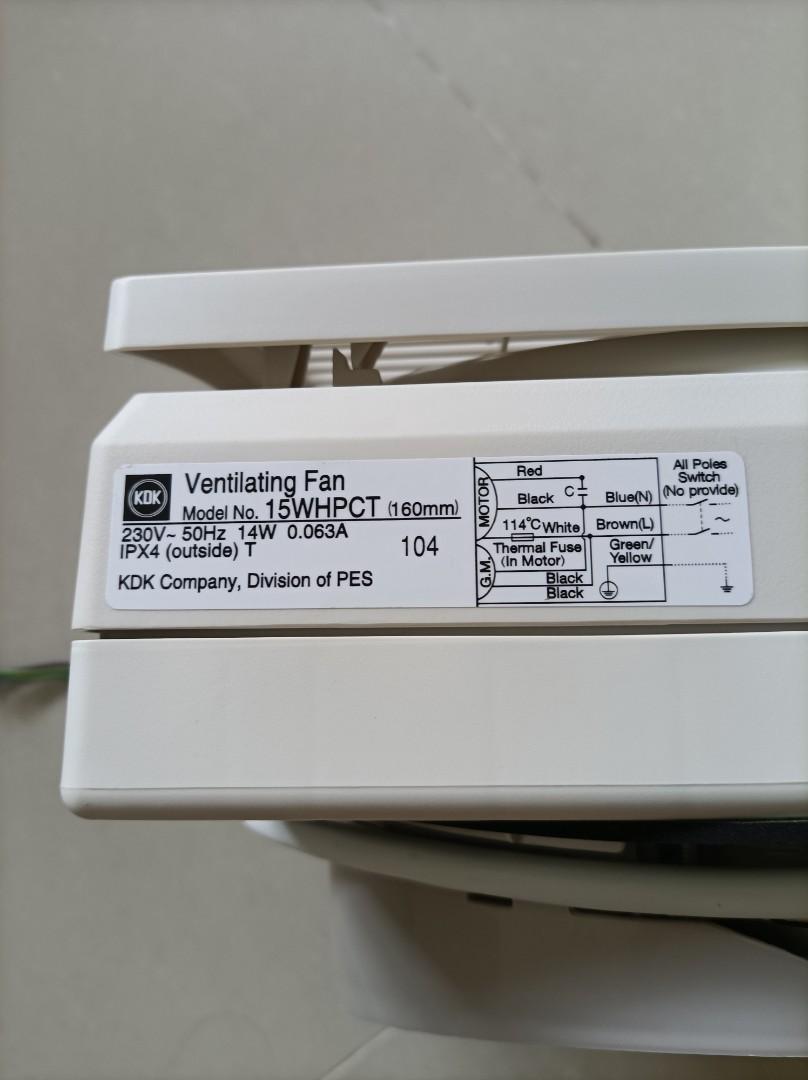 KDK
Ventilating Fan
Model No. 15WHPCT (160mm)
230V~ 50Hz 14W 0.063A
IPX4 (outside) T
104
KDK Company, Division of PES
MOTOR
G.M.
Red
Black
C
114°C White
Thermal Fuse
(In Motor)
Black
Black
Blue(N)
Brown(L)
Green/
Yellow
All Poles
Switch
(No provide)
~